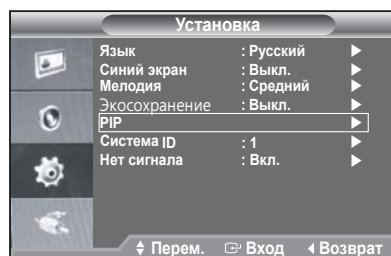 Установка
Язык : Русский
Синий экран : Выкл.
Мелодия : Средний
Экосохранение : Выкл.
PIP
Система ID : 1
Нет сигнала : Вкл.
Перем. Вход Возврат